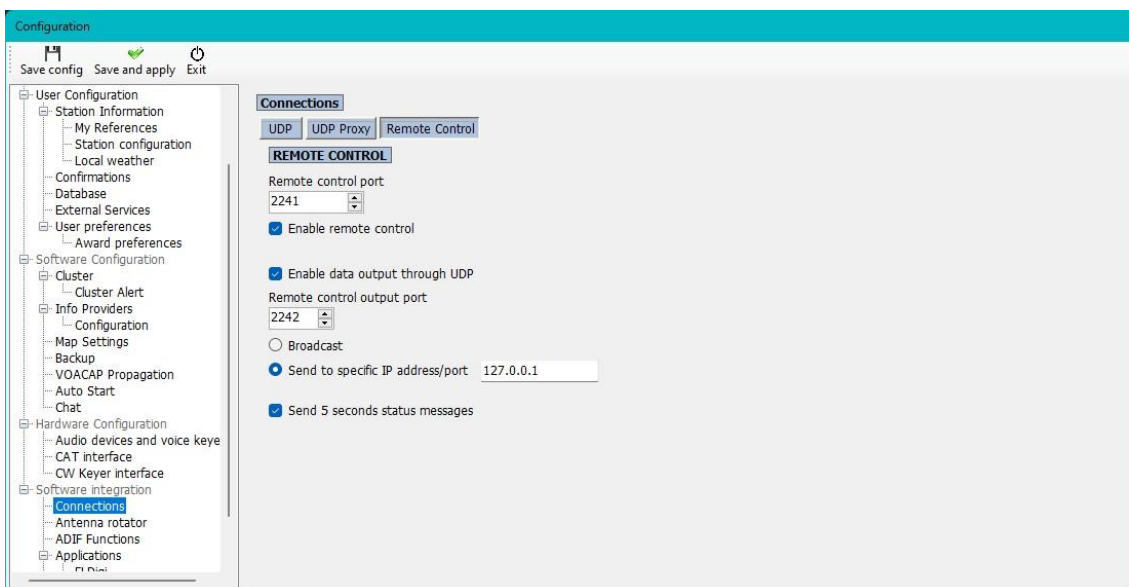 Configuration
Save config Save and apply Exit
User Configuration
Station Information
My References
Station configuration
Local weather
Confirmations
Database
External Services
User preferences
Award preferences
Software Configuration
Cluster
Cluster Alert
Info Providers
Configuration
Map Settings
Backup
VOACAP Propagation
Auto Start
Chat
Hardware Configuration
Audio devices and voice keye
CAT interface
CW Keyer interface
Software integration
Connections
Antenna rotator
ADIF Functions
Applications
Connections
UDP UDP Proxy Remote Control
REMOTE CONTROL
Remote control port
2241
Enable remote control
Enable data output through UDP
Remote control output port
2242
Broadcast
Send to specific IP address/port 127.0.0.1
Send 5 seconds status messages